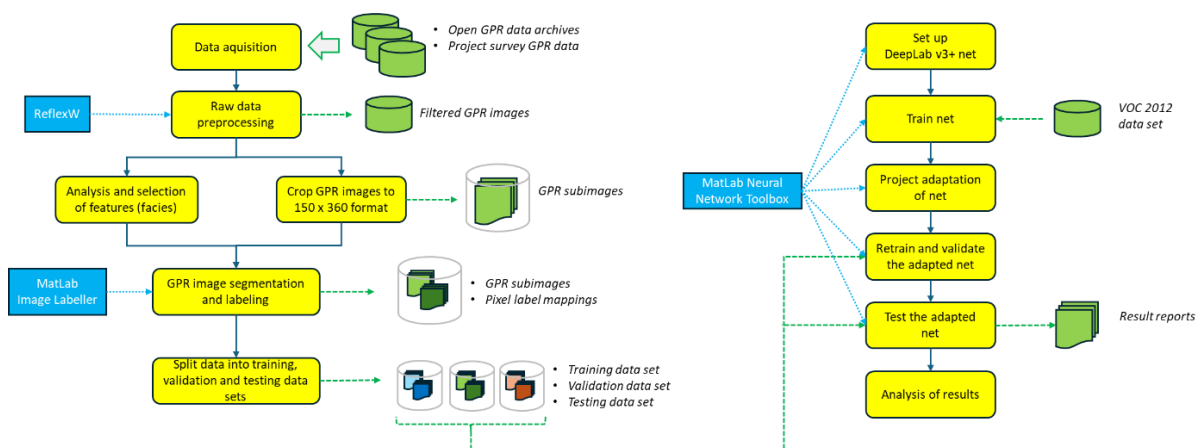 Data aquisition
• Open GPR data archives
• Project survey GPR data
ReflexW
Raw data
preprocessing
Filtered GPR images
Analysis and selection
of features (facies)
Crop GPR images to
150 x 360 format
GPR subimages
MatLab
Image Labeller
GPR image segmentation
and labeling
• GPR subimages
• Pixel label mappings
Split data into training,
validation and testing data
sets
• Training data set
• Validation data set
• Testing data set
Set up
DeepLab v3+ net
Train net
VOC 2012
data set
MatLab Neural
Network Toolbox
Project adaptation
of net
Retrain and validate
the adapted net
Test the adapted
net
Result reports
Analysis of results